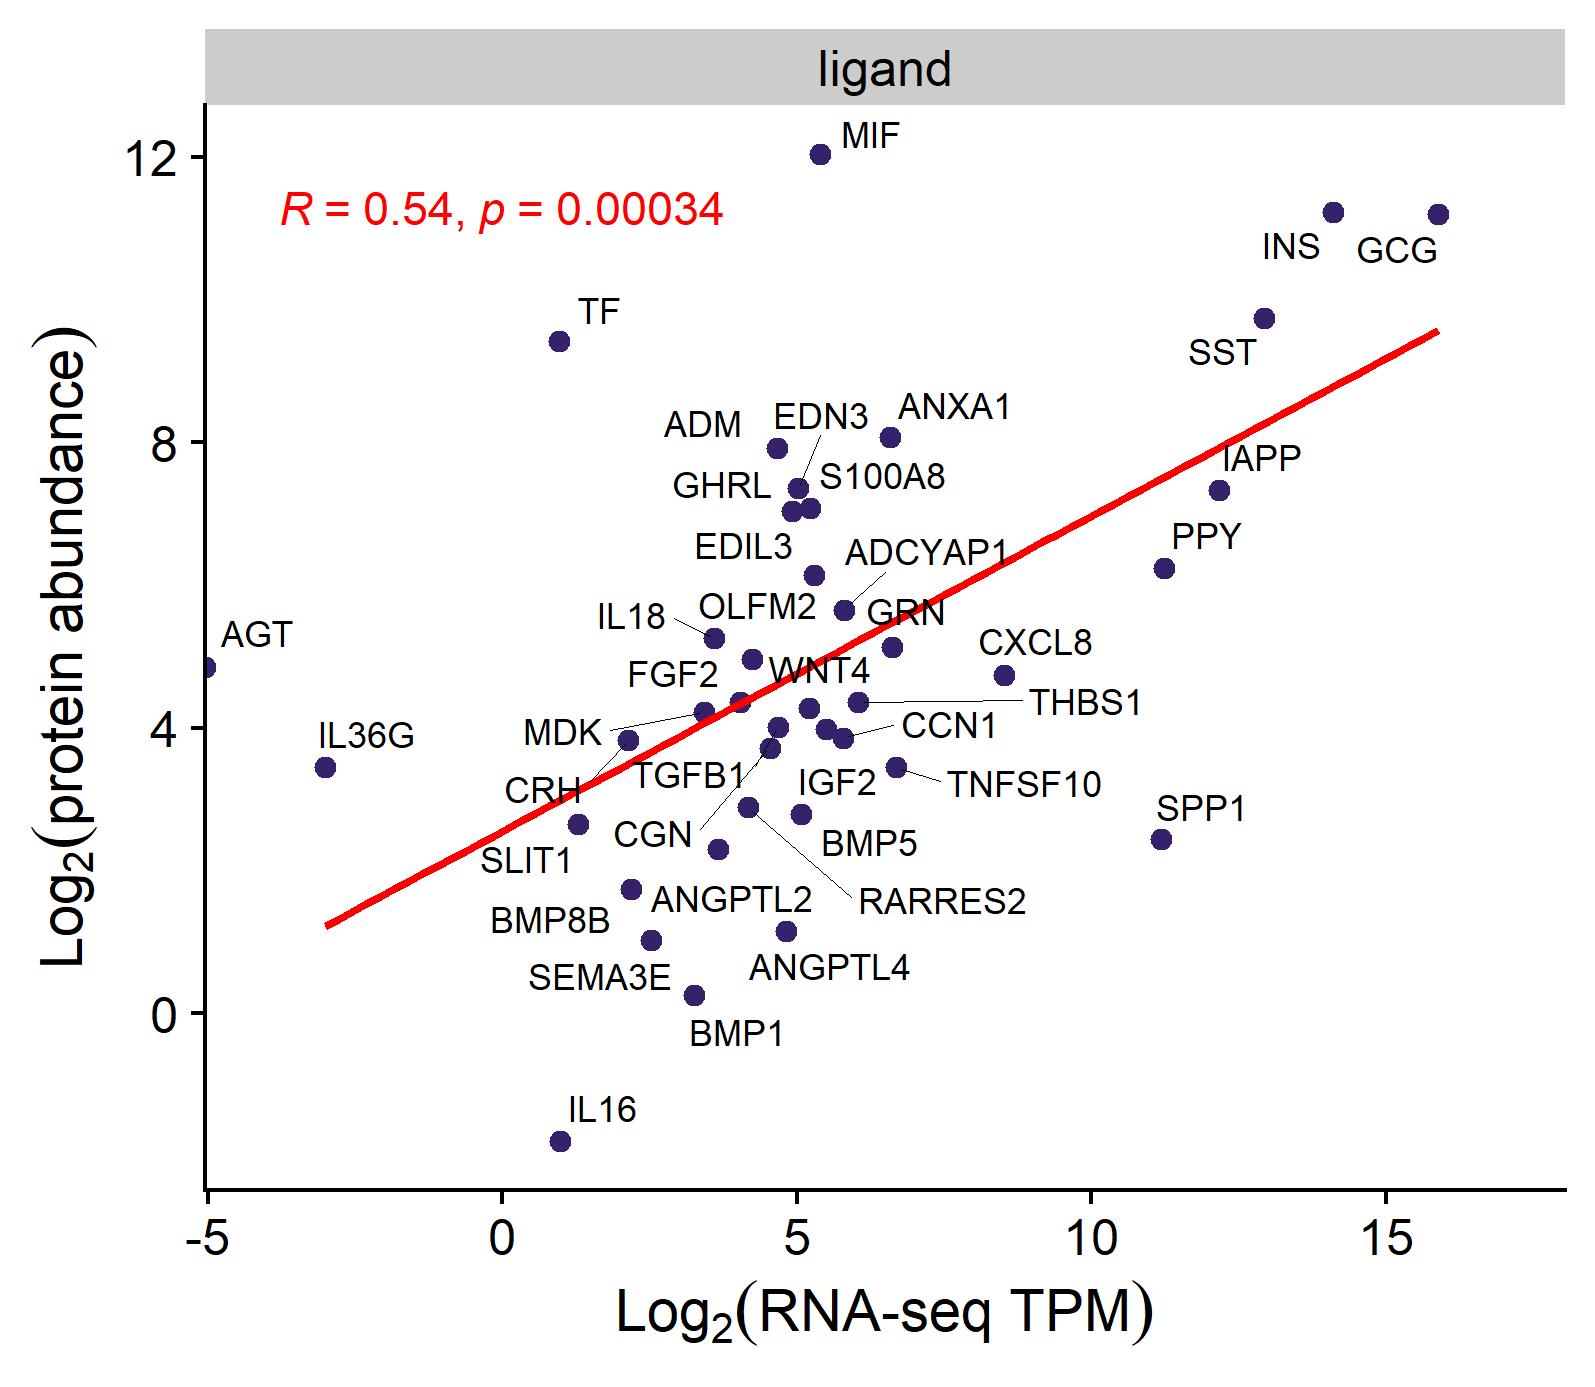 ligand
MIF
12
R = 0.54, p = 0.00034
INS
GCG
TF
SST
ANXA1
EDN3
ADM
8
IAPP
S100A8
GHRL
PPY
EDIL3
ADCYAP1
OLFM2
GRN
IL18
AGT
CXCL8
WNT4
FGF2
THBS1
4
CCN1
MDK
IL36G
TGFB1
IGF2
TNFSF10
CRH
SPP1
CGN
BMP5
SLIT1
ANGPTL2
RARRES2
BMP8B
ANGPTL4
SEMA3E
0
BMP1
IL16
-5 0 5 10 15
Log2(RNA-seq TPM)
Log2(protein abundance)